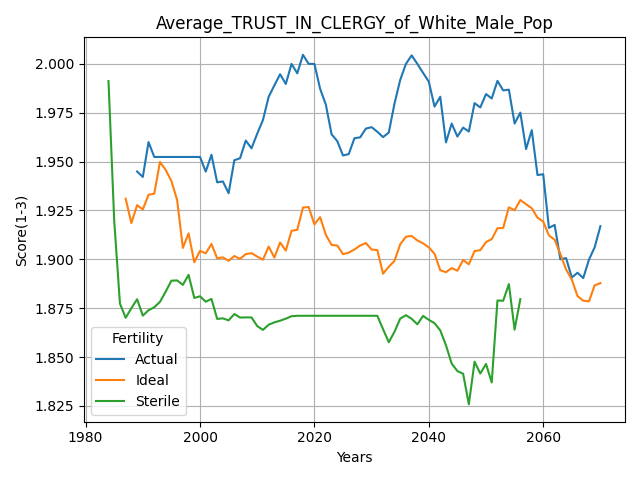 Average_TRUST_IN_CLERGY_of_White_Male_Pop
Score(1-3)
2.000
1.975
1.950
1.925
1.900
1.875
1.850
1.825
Fertility
Actual
Ideal
Sterile
1980
2000
2020
2040
2060
Years